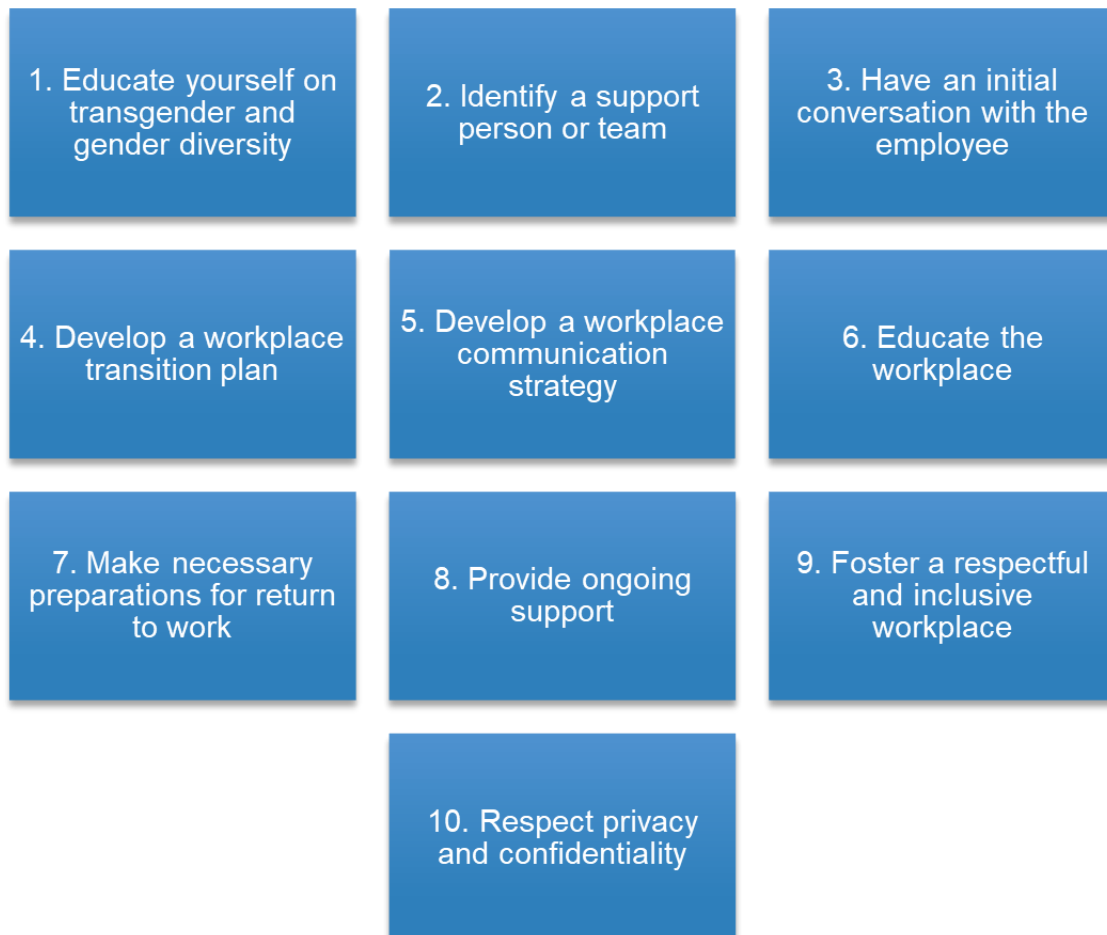 1. Educate yourself on
transgender and
gender diversity
2. Identify a support
person or team
3. Have an initial
conversation with the
employee
4. Develop a workplace
transition plan
5. Develop a workplace
communication
strategy
6. Educate the
workplace
7. Make necessary
preparations for return
to work
8. Provide ongoing
support
9. Foster a respectful
and inclusive
workplace
10. Respect privacy
and confidentiality